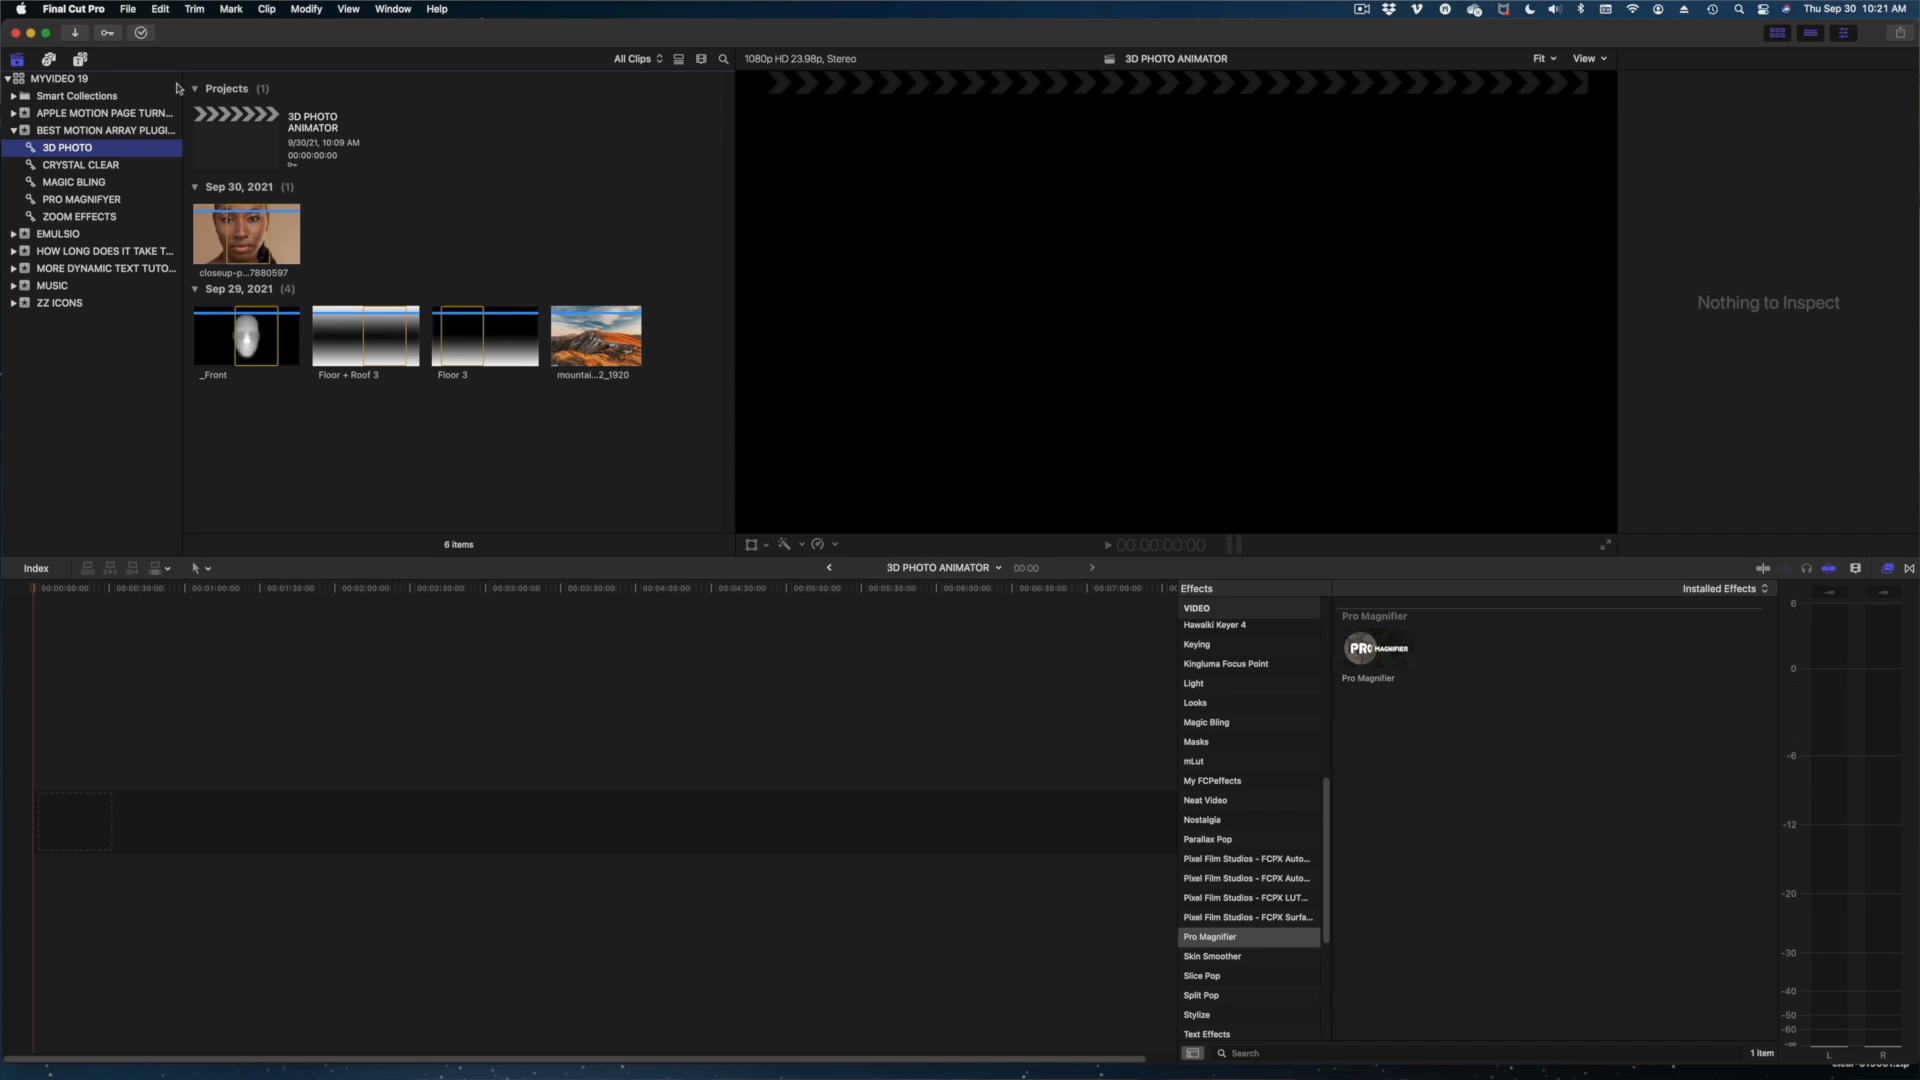 Final Cut Pro File Edit Trim Mark Clip Modify View Window Help Thu Sep 30 10:21 AM
All Clips 1080p HD 23.98p, Stereo 3D PHOTO ANIMATOR Fit View
MYVIDEO 19
Smart Collections
APPLE MOTION PAGE TURN...
BEST MOTION ARRAY PLUGI...
3D PHOTO
CRYSTAL CLEAR
MAGIC BLING
PRO MAGNIFYER
ZOOM EFFECTS
EMULSIO
HOW LONG DOES IT TAKE T...
MORE DYNAMIC TEXT TUTO...
MUSIC
ZZ ICONS
Projects (1)
3D PHOTO
ANIMATOR
9/30/21, 10:09 AM
00:00:00:00
Sep 30, 2021 (1)
closeup-p...7880597
Sep 29, 2021 (4)
_Front Floor + Roof 3 Floor 3 mountai...2_1920
6 items
00:00:00:00
Nothing to Inspect
Index 3D PHOTO ANIMATOR 00:00
00:00:00:00 00:00:30:00 00:01:00:00 00:01:30:00 00:02:00:00 00:02:30:00 00:03:00:00 00:03:30:00 00:04:00:00 00:04:30:00 00:05:00:00 00:05:30:00 00:06:00:00 00:06:30:00 00:07:00:00
Effects Installed Effects
VIDEO
Hawaiki Keyer 4
Keying
Kingluma Focus Point
Light
Looks
Magic Bling
Masks
mLut
My FCPeffects
Neat Video
Nostalgia
Parallax Pop
Pixel Film Studios - FCPX Auto...
Pixel Film Studios - FCPX Auto...
Pixel Film Studios - FCPX LUT...
Pixel Film Studios - FCPX Surfa...
Pro Magnifier
Skin Smoother
Slice Pop
Split Pop
Stylize
Text Effects
Pro Magnifier
PRO MAGNIFIER
Pro Magnifier
Search 1 item
-∞ -∞
6
0
-6
-12
-20
-30
-40
-50
-60
-∞
L R